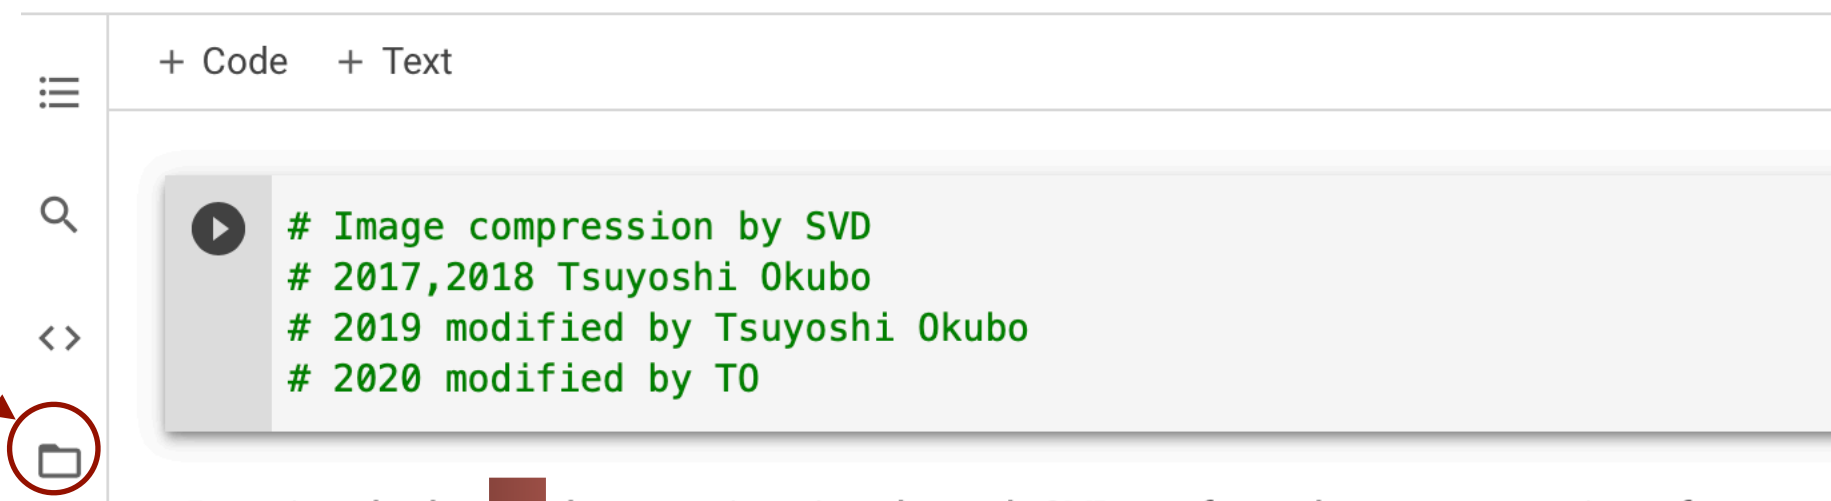 + Code + Text
# Image compression by SVD
# 2017,2018 Tsuyoshi Okubo
# 2019 modified by Tsuyoshi Okubo
# 2020 modified by TO